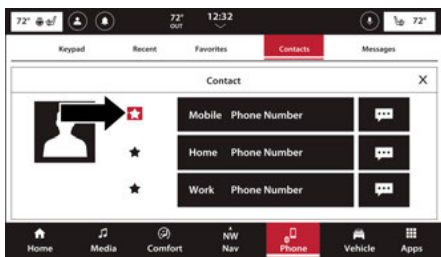 72° 72° OUT 12:32 72°
Keypad Recent Favorites Contacts Messages
Contact X
Mobile Phone Number
Home Phone Number
Work Phone Number
NW
Home Media Comfort Nav Phone Vehicle Apps